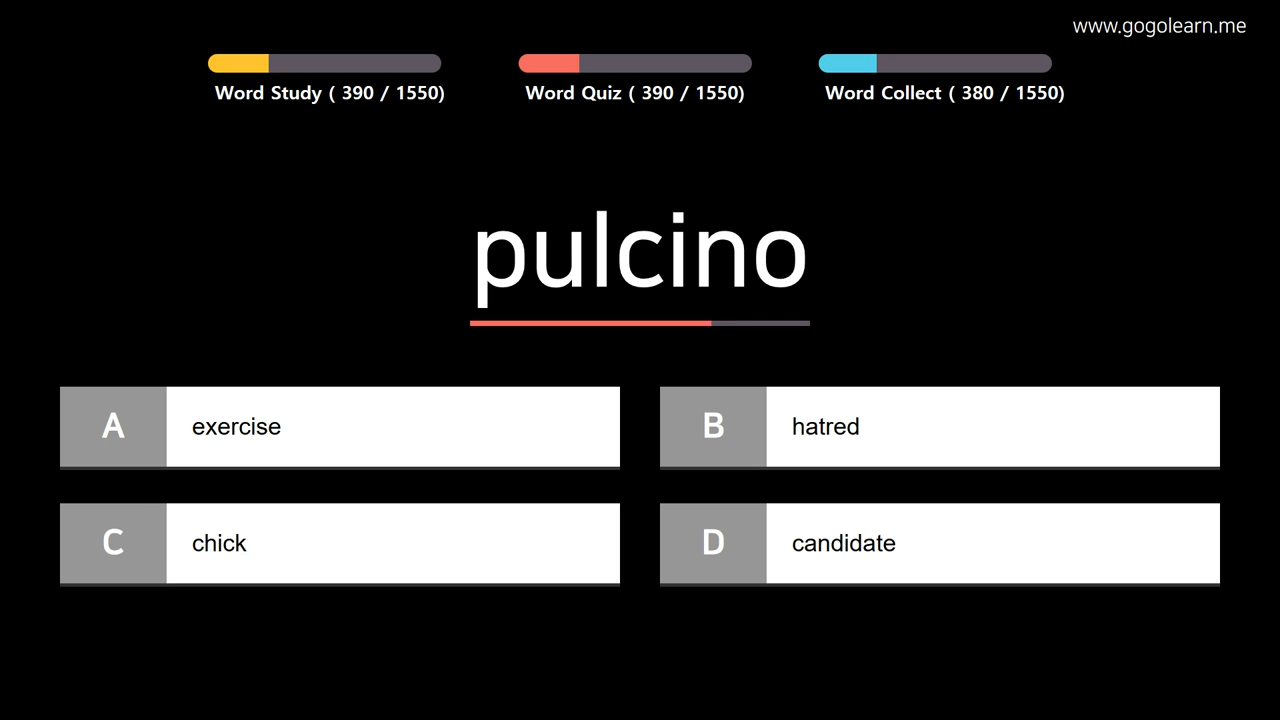 www.gogolearn.me
Word Study ( 390 / 1550)
Word Quiz ( 390 / 1550)
Word Collect ( 380 / 1550)
pulcino
A exercise
B hatred
C chick
D candidate